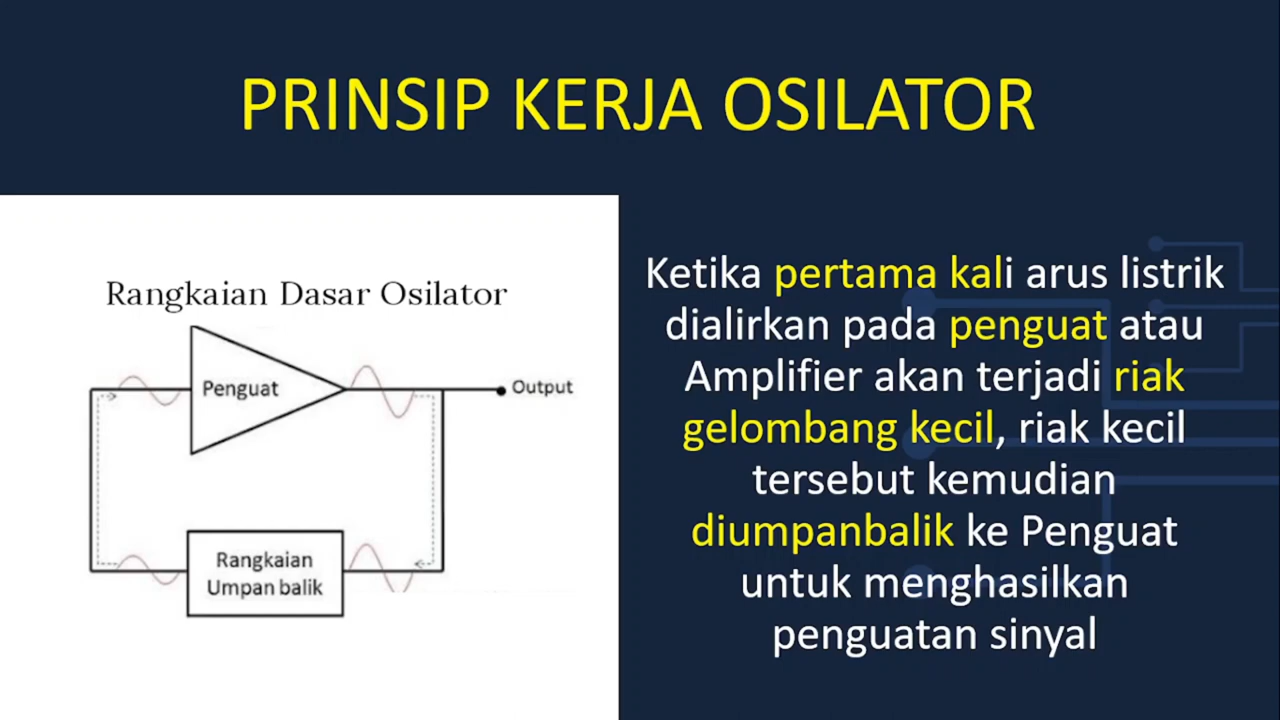 PRINSIP KERJA OSILATOR
Rangkaian Dasar Osilator
Penguat
Output
Rangkaian
Umpan balik
Ketika pertama kali arus listrik
dialirkan pada penguat atau
Amplifier akan terjadi riak
gelombang kecil, riak kecil
tersebut kemudian
diumpanbalik ke Penguat
untuk menghasilkan
penguatan sinyal